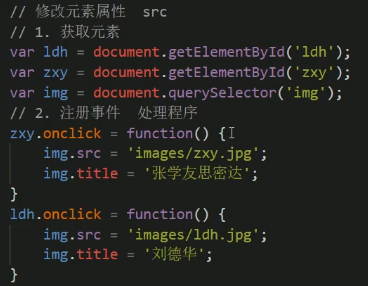 // 修改元素属性  src
// 1. 获取元素
var ldh = document.getElementById('ldh');
var zxy = document.getElementById('zxy');
var img = document.querySelector('img');
// 2. 注册事件  处理程序
zxy.onclick = function() {
    img.src = 'images/zxy.jpg';
    img.title = '张学友思密达';
}
ldh.onclick = function() {
    img.src = 'images/ldh.jpg';
    img.title = '刘德华';
}